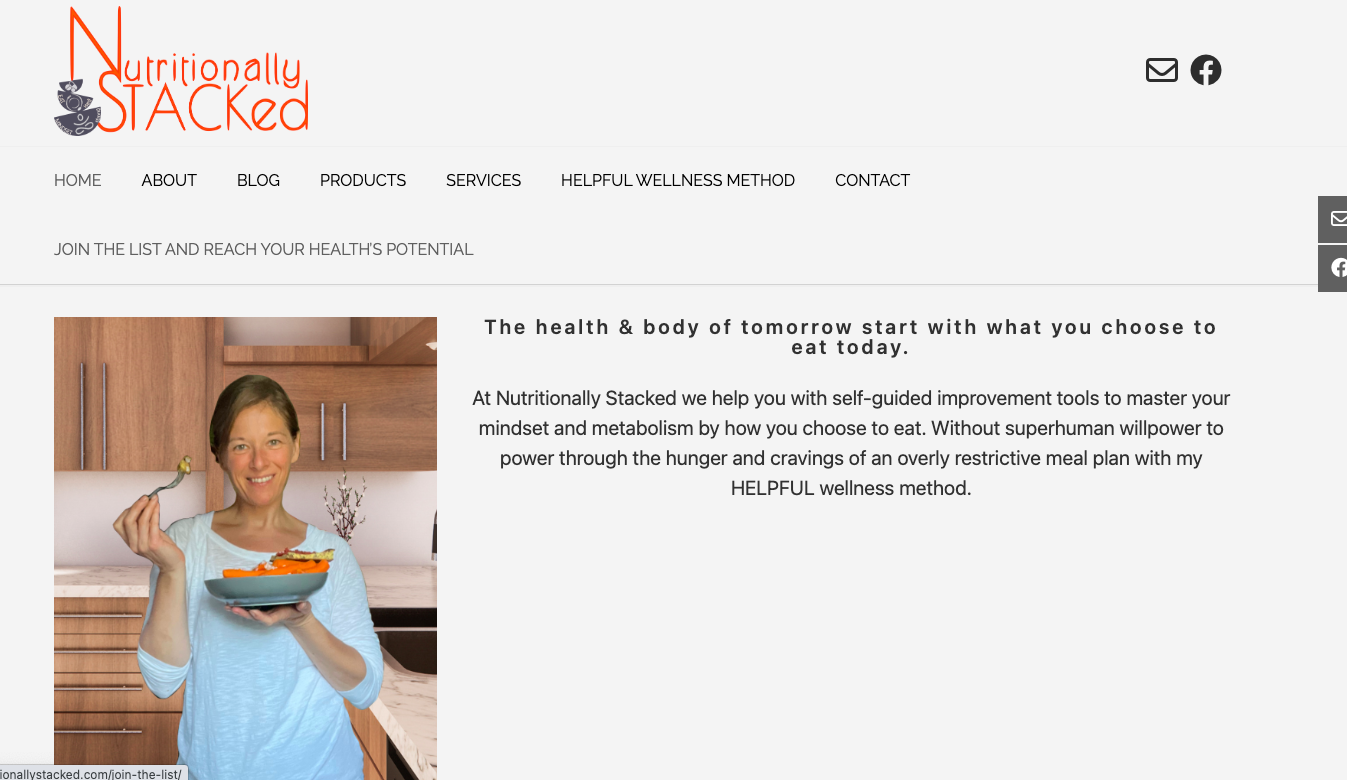 Nutritionally
STACKed
HOME ABOUT BLOG PRODUCTS SERVICES HELPFUL WELLNESS METHOD CONTACT
JOIN THE LIST AND REACH YOUR HEALTH'S POTENTIAL
The health & body of tomorrow start with what you choose to
eat today.
At Nutritionally Stacked we help you with self-guided improvement tools to master your
mindset and metabolism by how you choose to eat. Without superhuman willpower to
power through the hunger and cravings of an overly restrictive meal plan with my
HELPFUL wellness method.
ionallystacked.com/join-the-list/